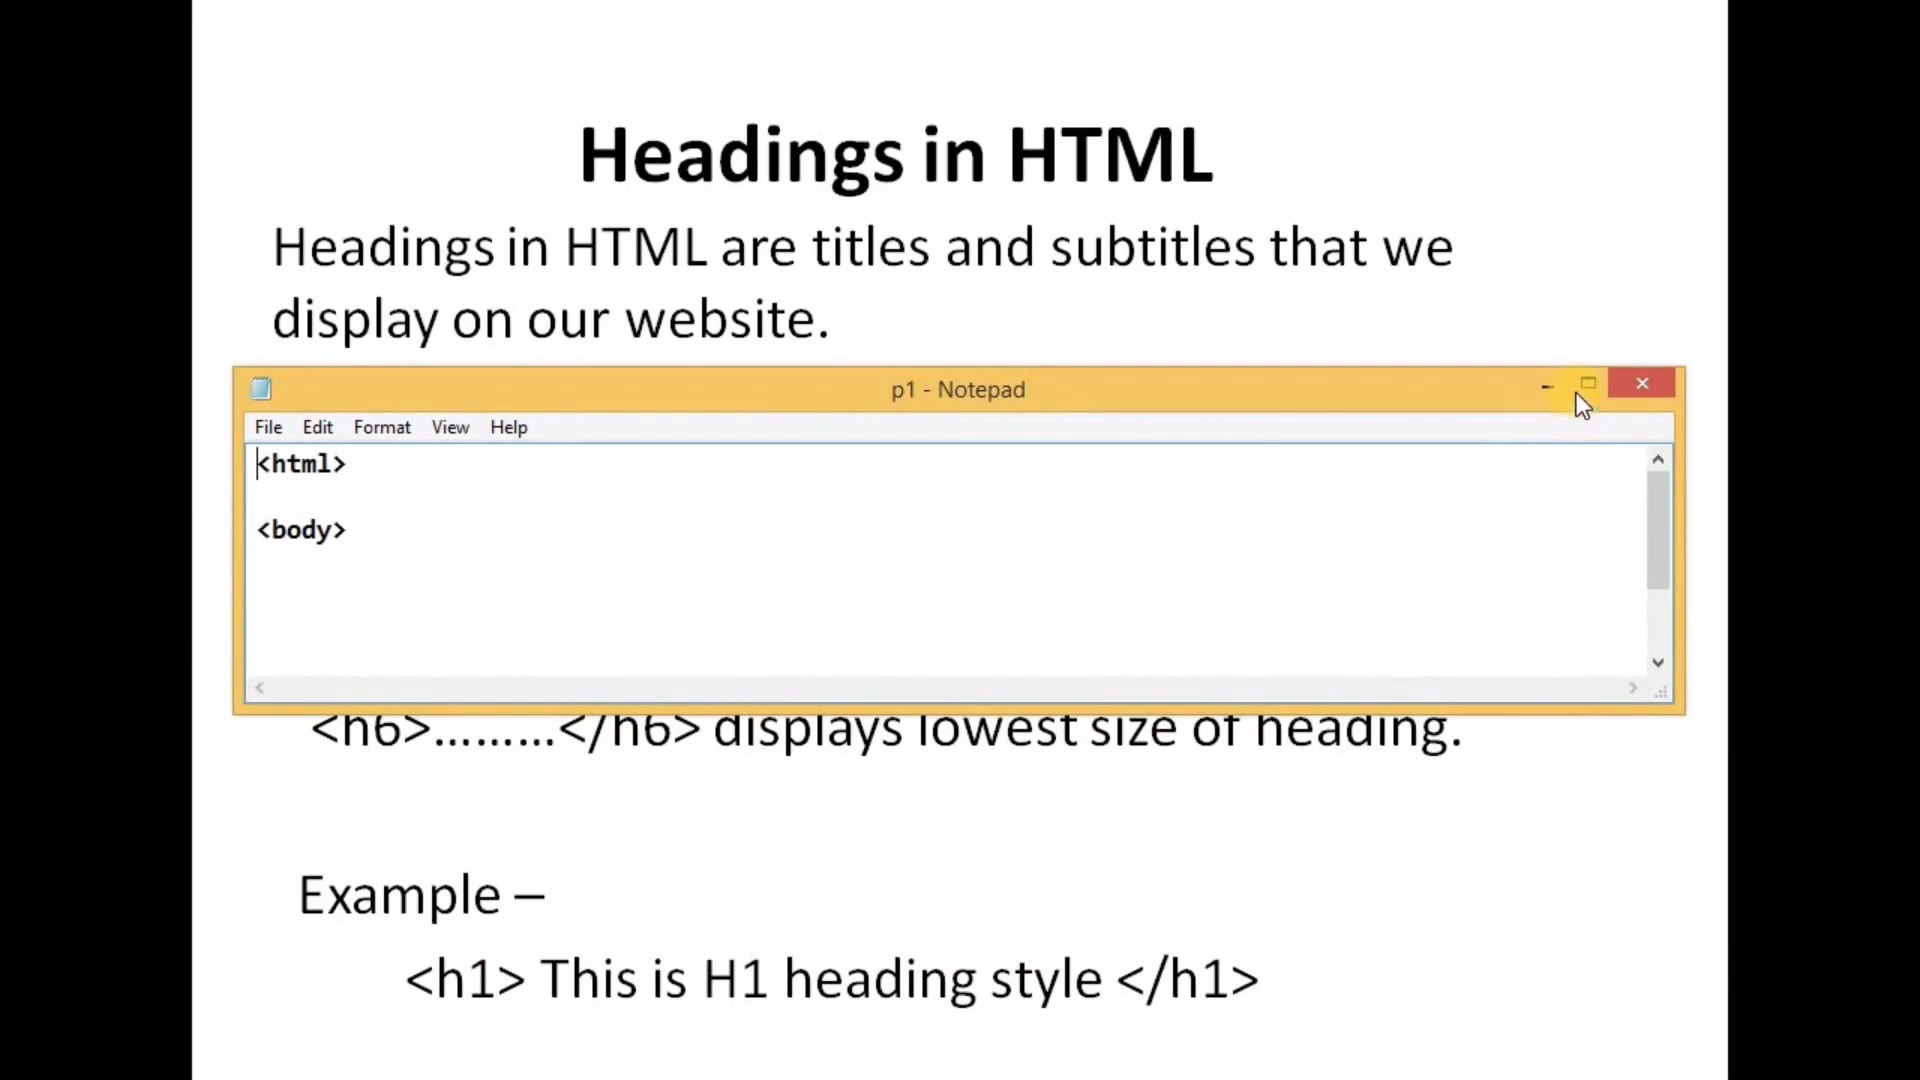 Headings in HTML
Headings in HTML are titles and subtitles that we
display on our website.
p1 - Notepad
File Edit Format View Help
<html>
<body>
<h6>.........</h6> displays lowest size of heading.
Example –
<h1> This is H1 heading style </h1>